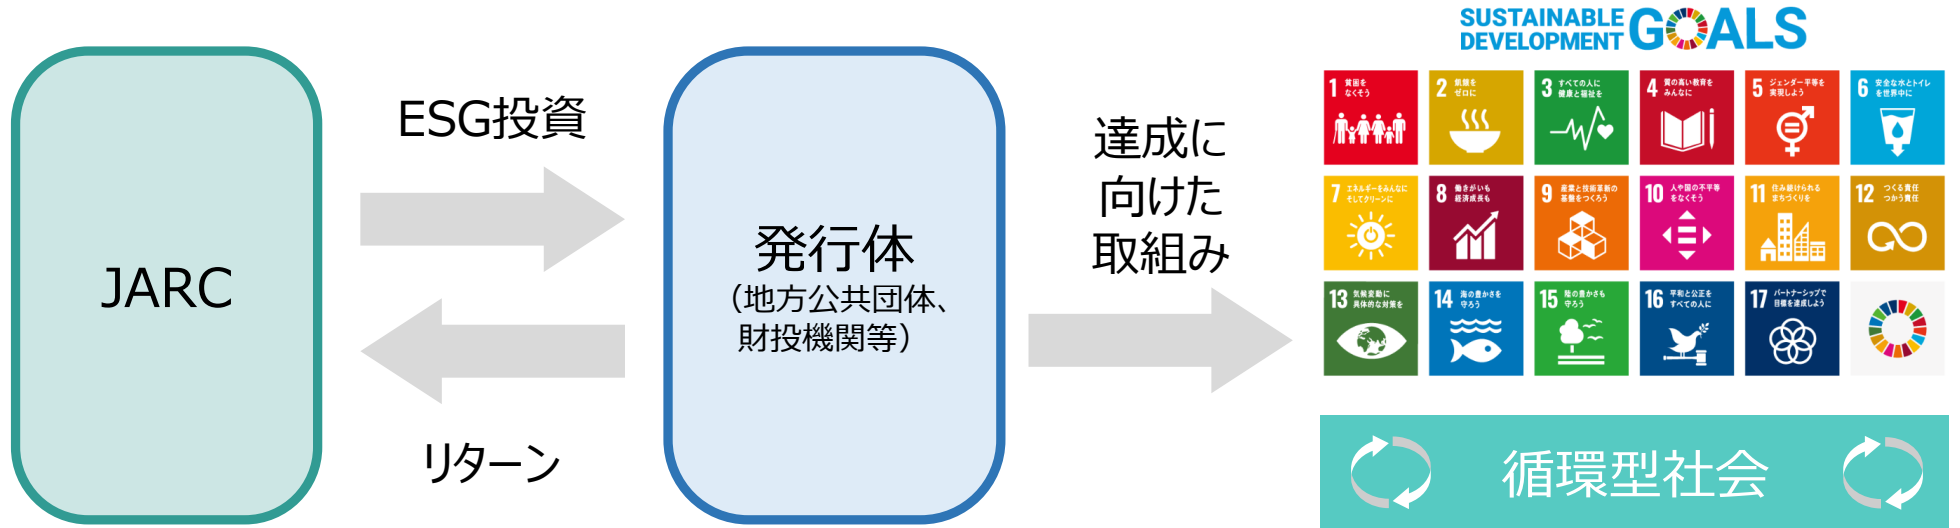 JARC
ESG投資
リターン
発行体
（地方公共団体、
財投機関等）
達成に
向けた
取組み
SUSTAINABLE
DEVELOPMENT
GOALS
1 貧困を
なくそう
2 飢餓を
ゼロに
3 すべての人に
健康と福祉を
4 質の高い教育を
みんなに
5 ジェンダー平等を
実現しよう
6 安全な水とトイレ
を世界中に
7 エネルギーをみんなに
そしてクリーンに
8 働きがいも
経済成長も
9 産業と技術革新の
基盤をつくろう
10 人や国の不平等
をなくそう
11 住み続けられる
まちづくりを
12 つくる責任
つかう責任
13 気候変動に
具体的な対策を
14 海の豊かさを
守ろう
15 陸の豊かさも
守ろう
16 平和と公正を
すべての人に
17 パートナーシップで
目標を達成しよう
循環型社会